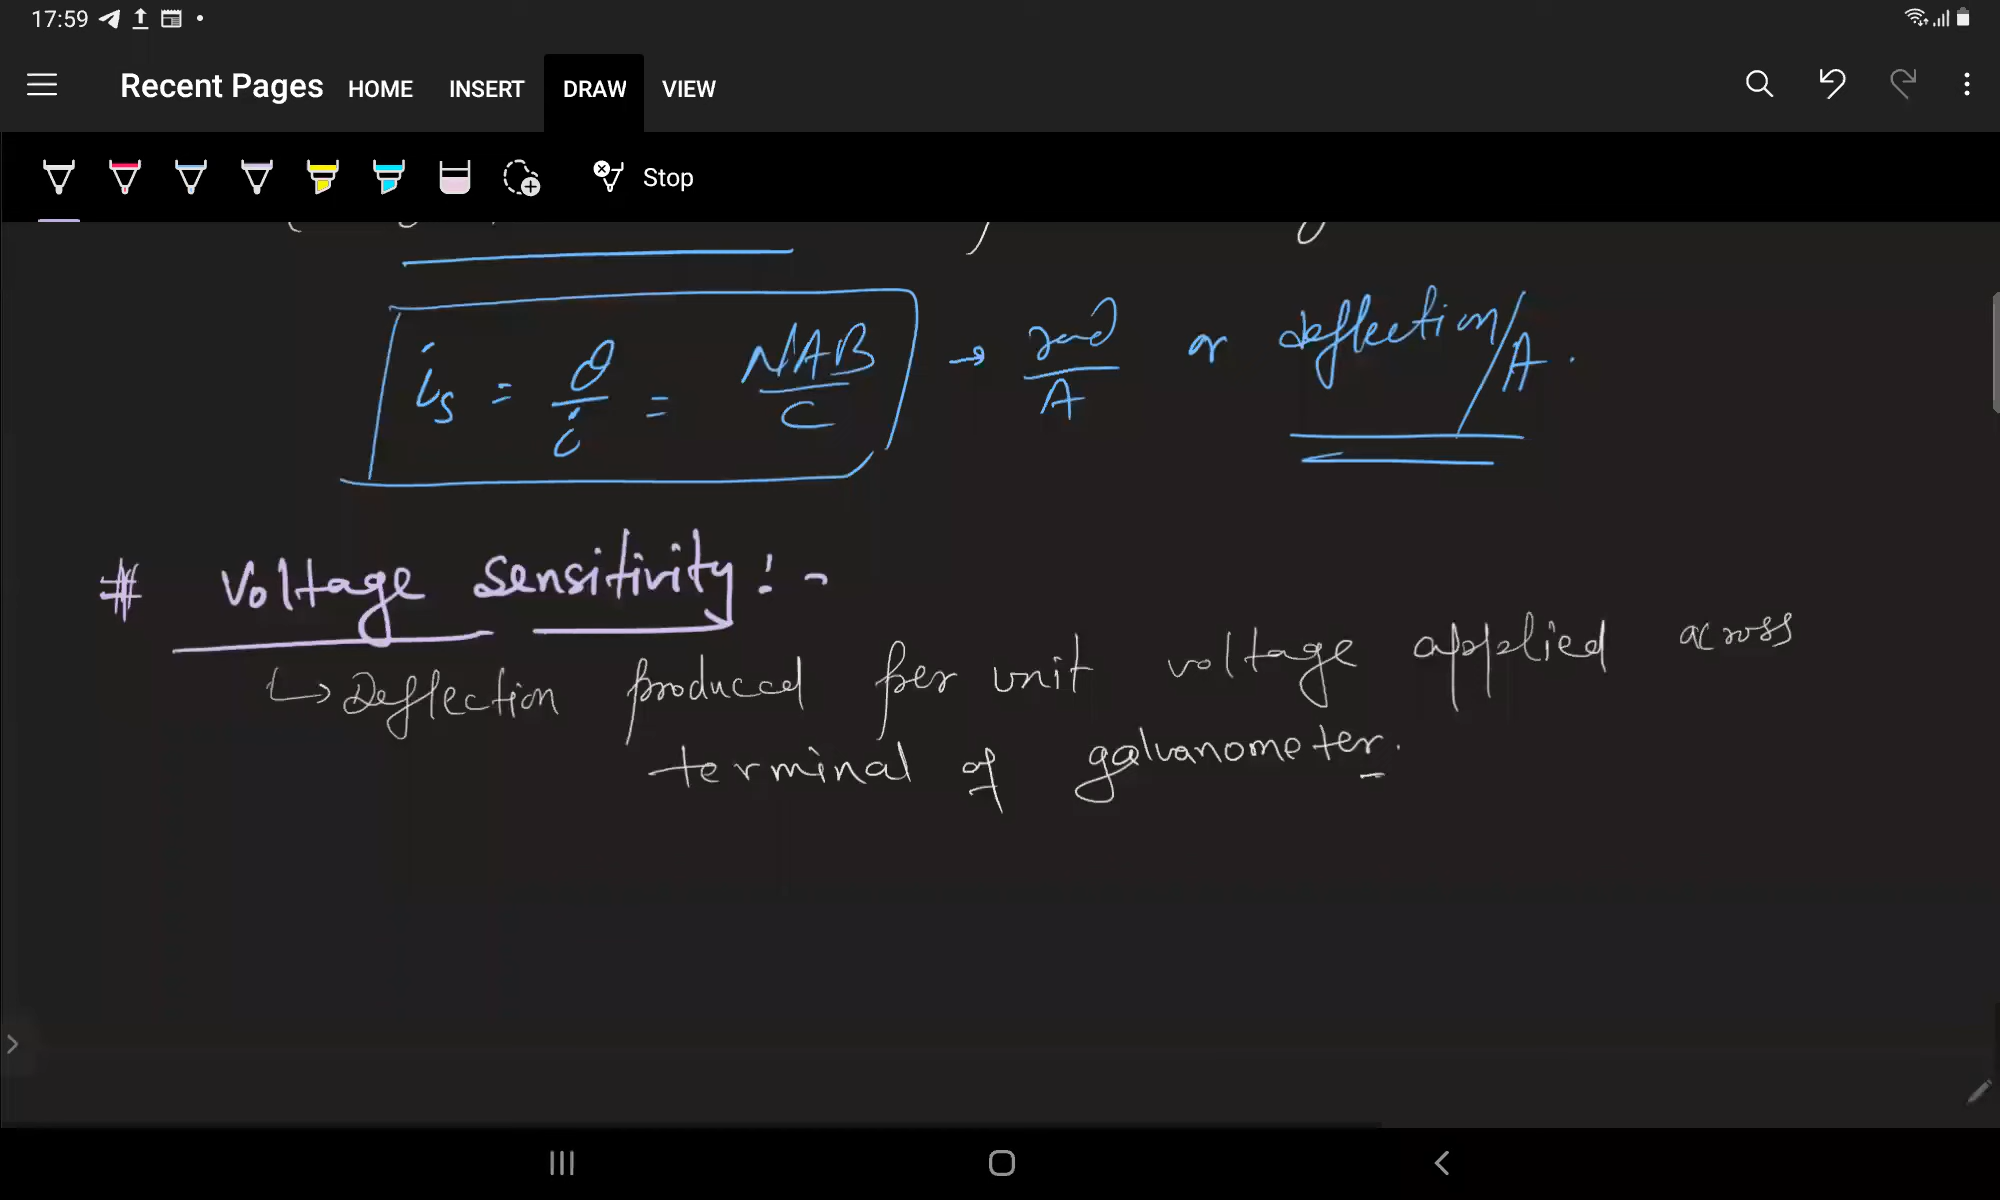 17:59
Recent Pages HOME INSERT DRAW VIEW
Stop
is = θ/i = NAB/C → rad/A or deflection/A.
# Voltage sensitivity:-
↳ Deflection produced per unit voltage applied across
terminal of galvanometer.